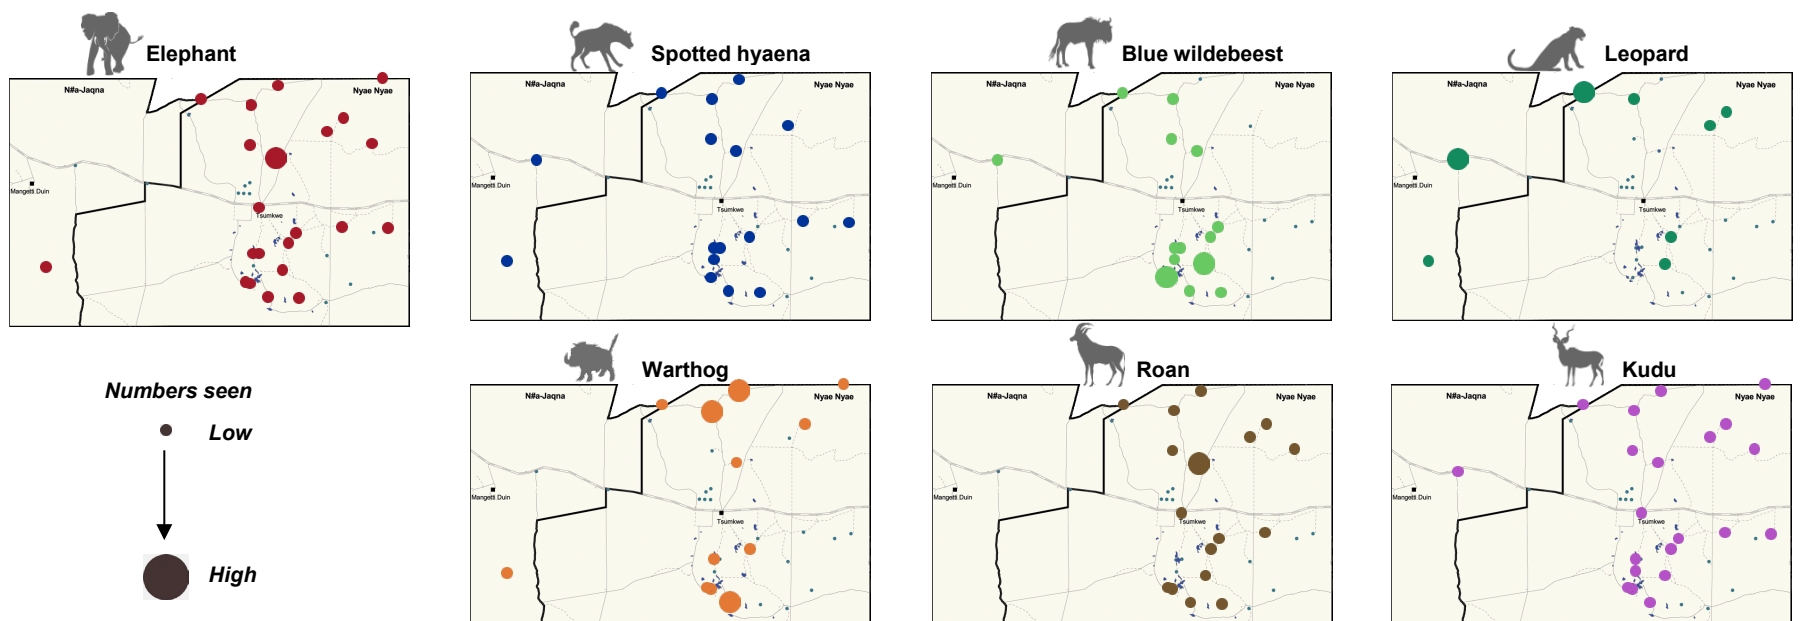 Elephant
Spotted hyaena
Blue wildebeest
Leopard
N#a-Jaqna
Nyae Nyae
Mangetti Duin
Tsumkwe
N#a-Jaqna
Nyae Nyae
Mangetti Duin
Tsumkwe
N#a-Jaqna
Nyae Nyae
Mangetti Duin
Tsumkwe
N#a-Jaqna
Nyae Nyae
Mangetti Duin
Tsumkwe
Numbers seen
Low
High
Warthog
Roan
Kudu
N#a-Jaqna
Nyae Nyae
Mangetti Duin
Tsumkwe
N#a-Jaqna
Nyae Nyae
Mangetti Duin
Tsumkwe
N#a-Jaqna
Nyae Nyae
Mangetti Duin
Tsumkwe